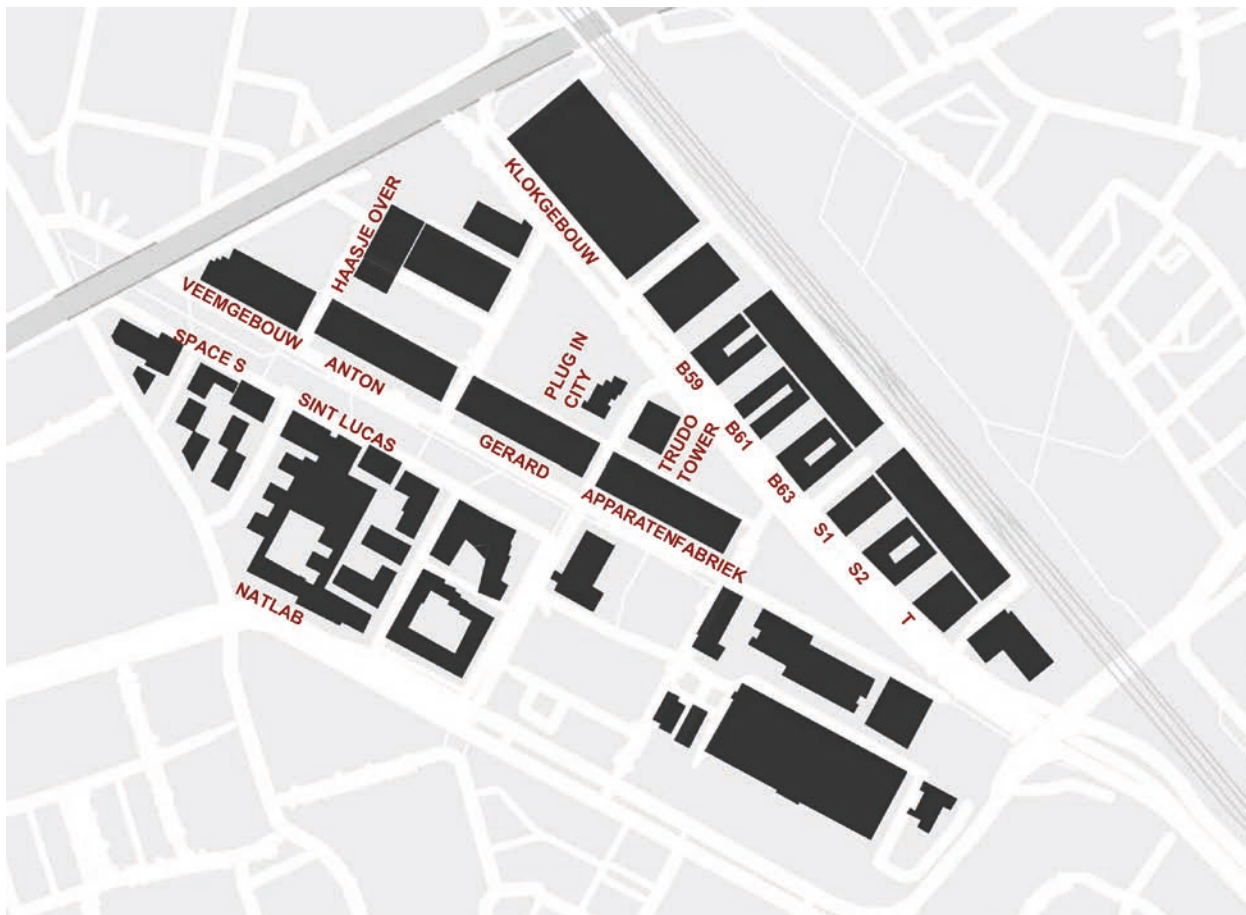 KLOKGEBOUW
HAASJE OVER
VEEMGEBOUW
SPACE S
ANTON
SINT LUCAS
PLUG IN
CITY
GERARD
TRUDO
TOWER
APPARATENFABRIEK
NATLAB
B59
B61
B63
S1
S2
T